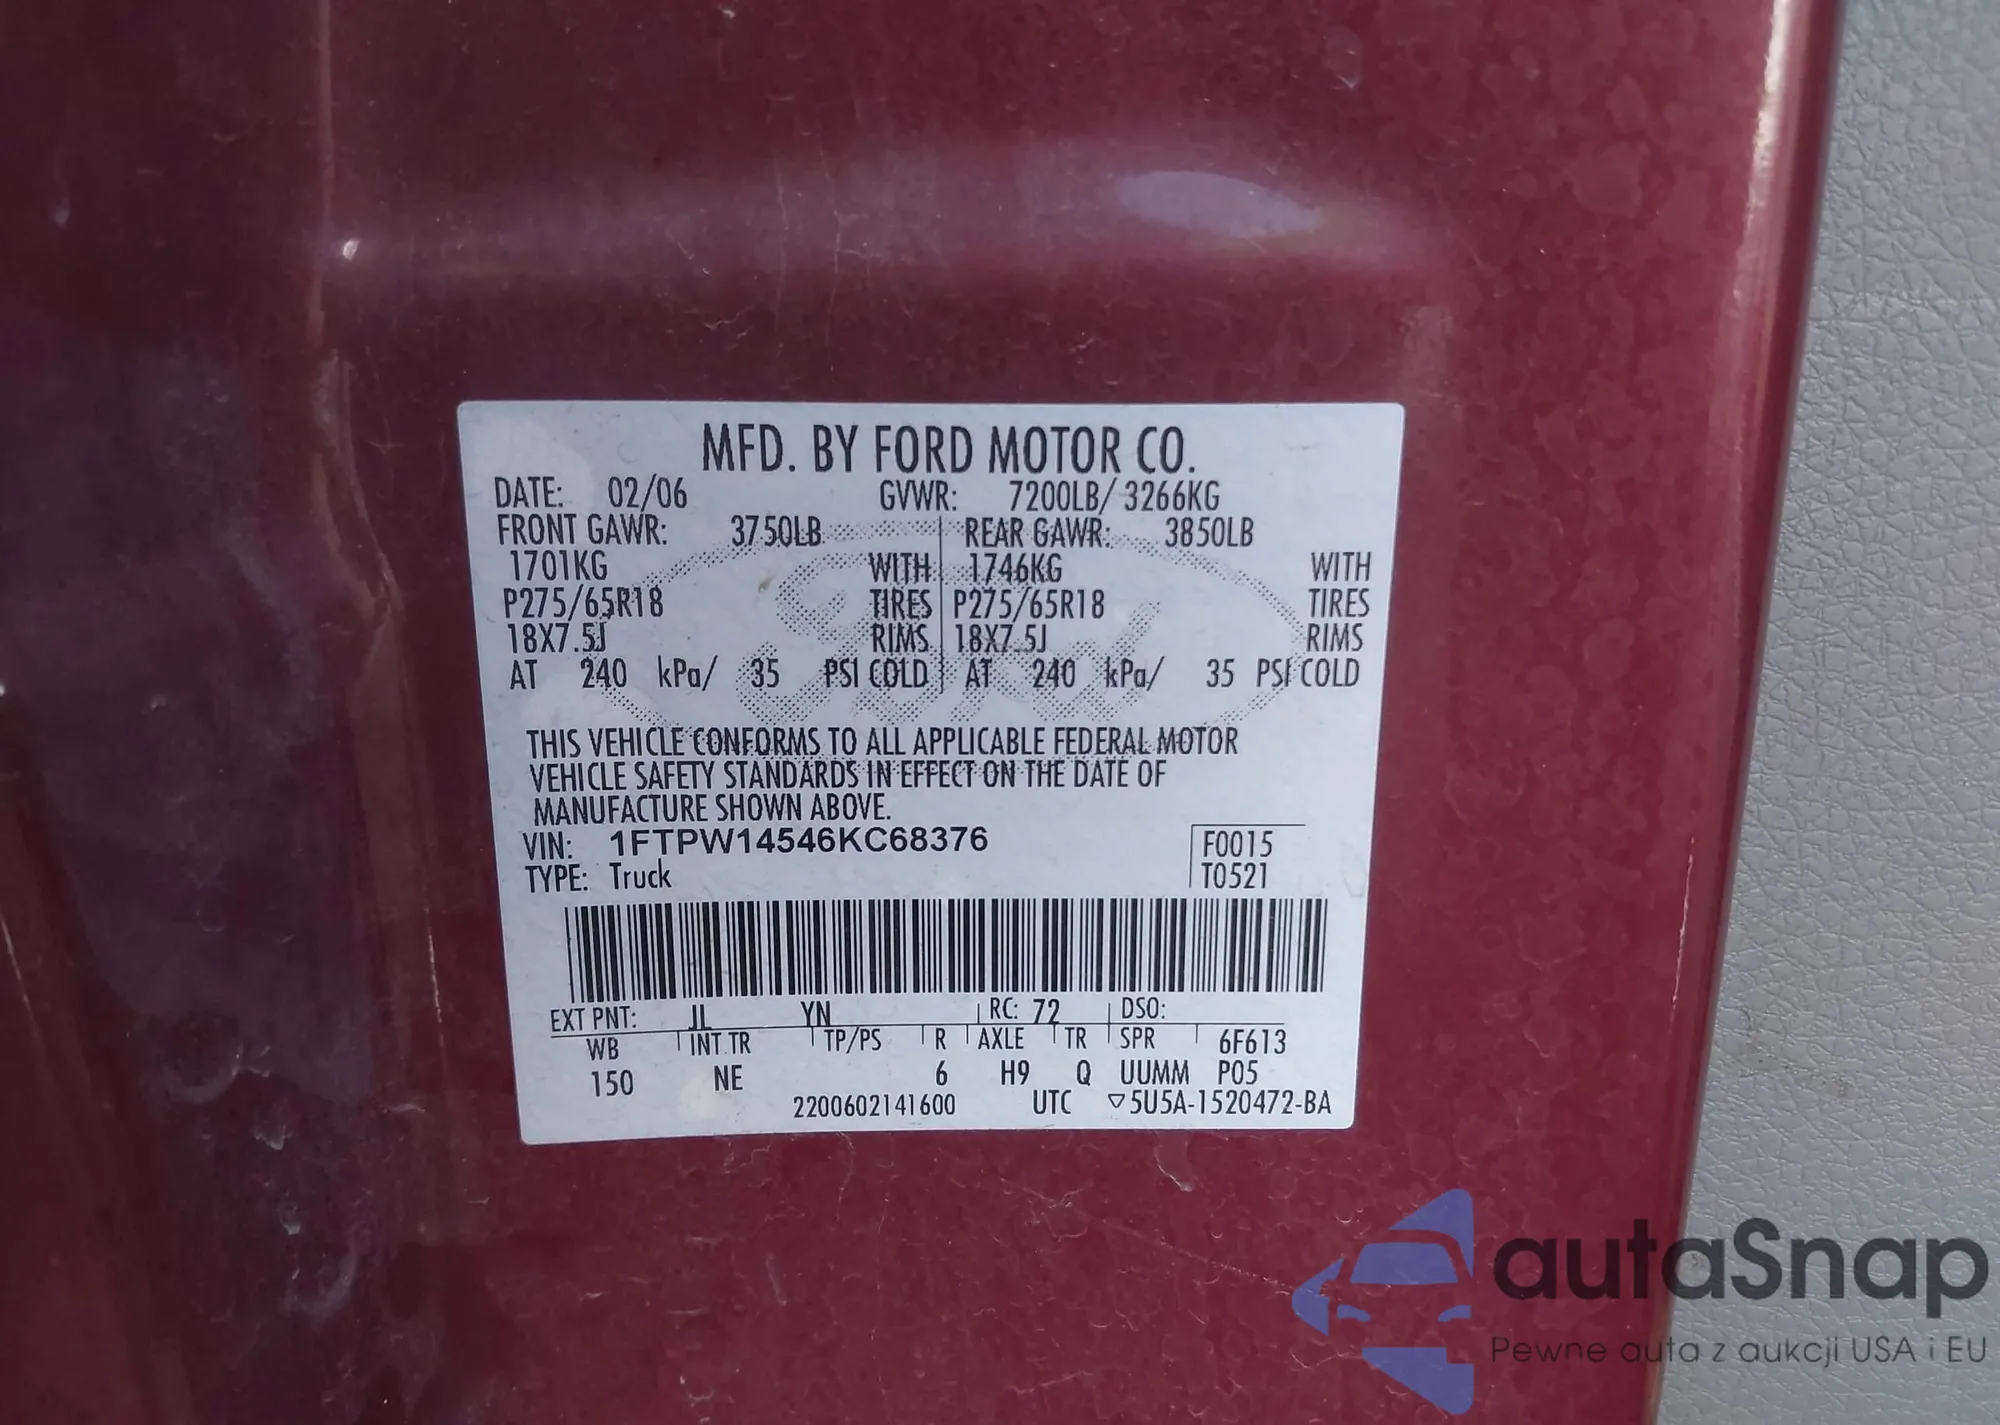 MFD. BY FORD MOTOR CO.
DATE: 02/06 GVWR: 7200LB/ 3266KG
FRONT GAWR: 3750LB REAR GAWR: 3850LB
1701KG WITH 1746KG WITH
P275/65R18 TIRES P275/65R18 TIRES
18X7.5J RIMS 18X7.5J RIMS
AT 240 kPa/ 35 PSI COLD AT 240 kPa/ 35 PSI COLD
Ford
THIS VEHICLE CONFORMS TO ALL APPLICABLE FEDERAL MOTOR
VEHICLE SAFETY STANDARDS IN EFFECT ON THE DATE OF
MANUFACTURE SHOWN ABOVE.
VIN: 1FTPW14546KC68376 F0015
TYPE: Truck T0521
EXT PNT: JL YN RC: 72 DSO:
WB INT TR TP/PS R AXLE TR SPR 6F613
150 NE 6 H9 Q UUMM P05
2200602141600 UTC ▽5U5A-1520472-BA
autaSnap
Pewne auta z aukcji USA i EU